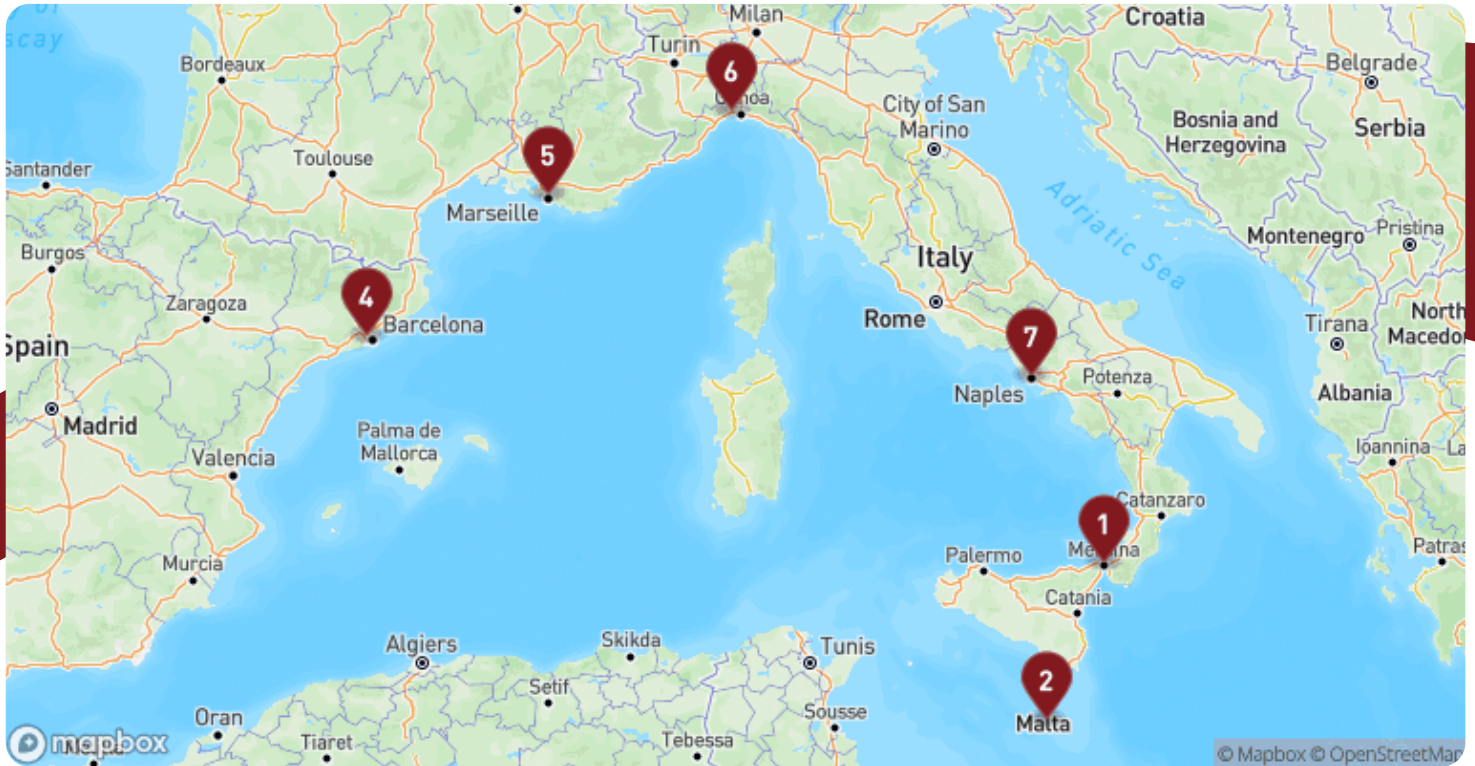 Milan
Croatia
scay
Turin
Bordeaux
6
Belgrade
City of San
Marino
Bosnia and
Herzegovina
Serbia
5
Toulouse
Santander
Marseille
Adriatic Sea
Montenegro
Pristina
Burgos
Italy
4
Zaragoza
Barcelona
Rome
North
Macedo
Tirana
7
Spain
Naples
Potenza
Albania
Madrid
Palma de
Mallorca
Valencia
Ioannina
La
Catanzaro
1
Palermo
Murcia
Patras
Catania
Algiers
Skikda
Tunis
2
Setif
Malta
Oran
Sousse
Tiaret
Tebessa
mapbox
© Mapbox © OpenStreetMap